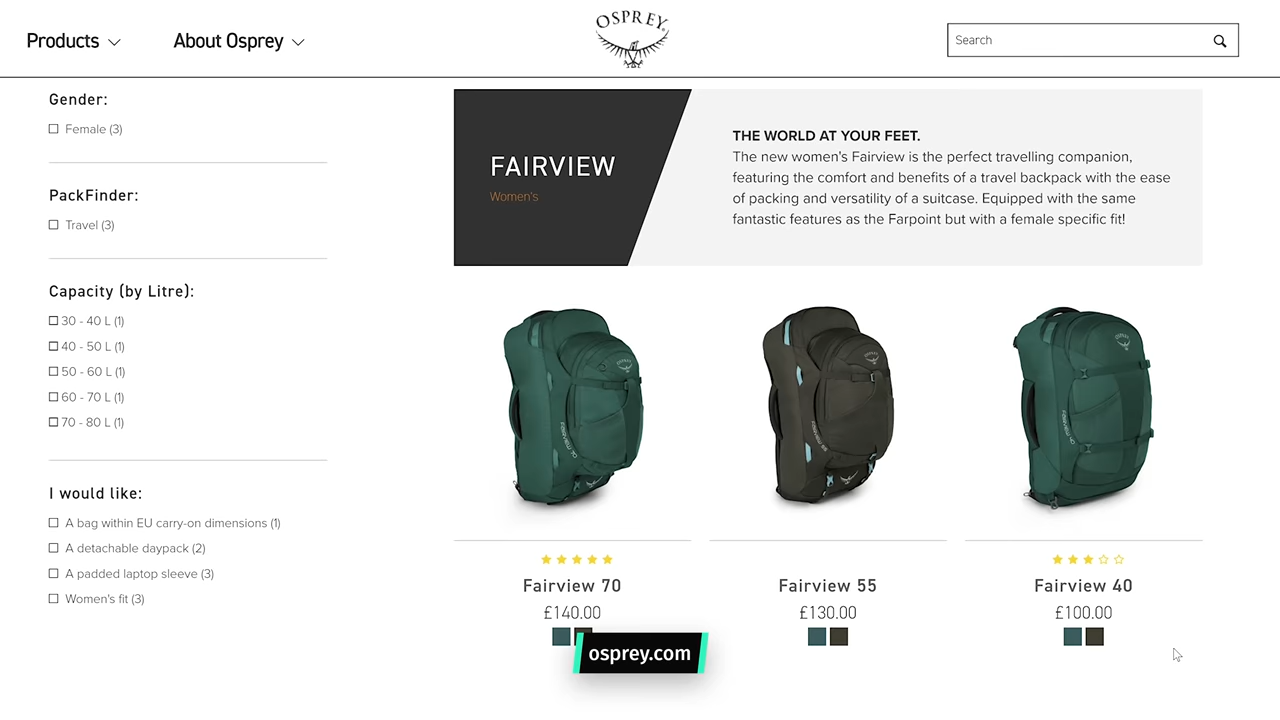 Products
About Osprey
OSPREY
Search
Gender:
Female (3)
PackFinder:
Travel (3)
Capacity (by Litre):
30 - 40 L (1)
40 - 50 L (1)
50 - 60 L (1)
60 - 70 L (1)
70 - 80 L (1)
I would like:
A bag within EU carry-on dimensions (1)
A detachable daypack (2)
A padded laptop sleeve (3)
Women's fit (3)
FAIRVIEW
Women's
THE WORLD AT YOUR FEET.
The new women's Fairview is the perfect travelling companion,
featuring the comfort and benefits of a travel backpack with the ease
of packing and versatility of a suitcase. Equipped with the same
fantastic features as the Farpoint but with a female specific fit!
OSPREY
OSPREY
OSPREY
Fairview 70
£140.00
Fairview 55
£130.00
Fairview 40
£100.00
osprey.com